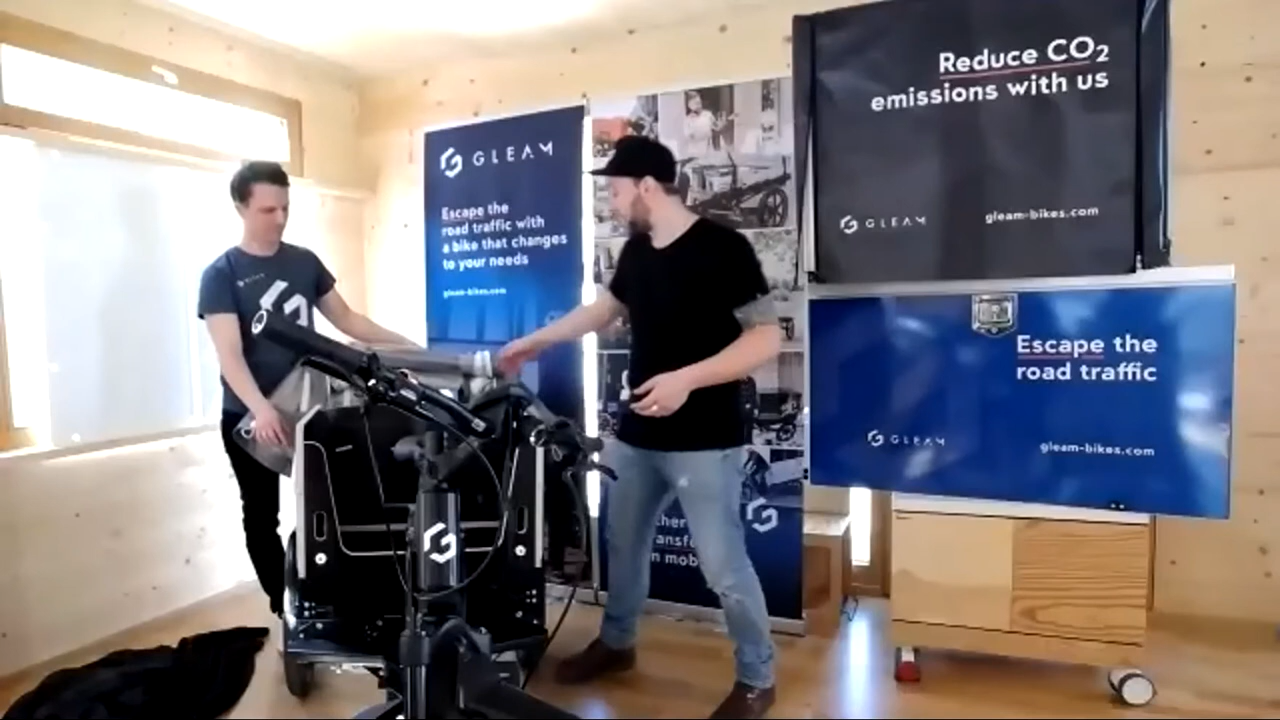 GLEAM
Escape the
road traffic with
a bike that changes
to your needs
gleam-bikes.com
Reduce CO2
emissions with us
GLEAM
gleam-bikes.com
Escape the
road traffic
GLEAM
gleam-bikes.com